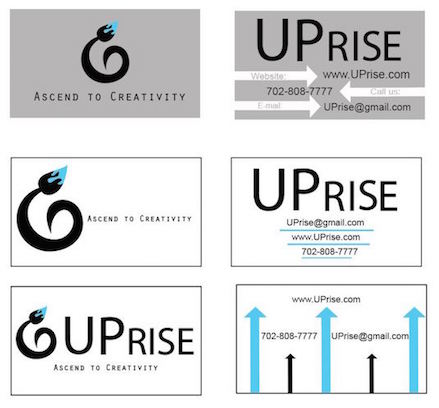 ASCEND TO CREATIVITY
UPRISE
Website:
www.UPrise.com
702-808-7777
Call us:
E-mail
UPrise@gmail.com
ASCEND TO CREATIVITY
UPRISE
UPrise@gmail.com
www.UPrise.com
702-808-7777
UPRISE
ASCEND TO CREATIVITY
www.UPrise.com
702-808-7777 UPrise@gmail.com